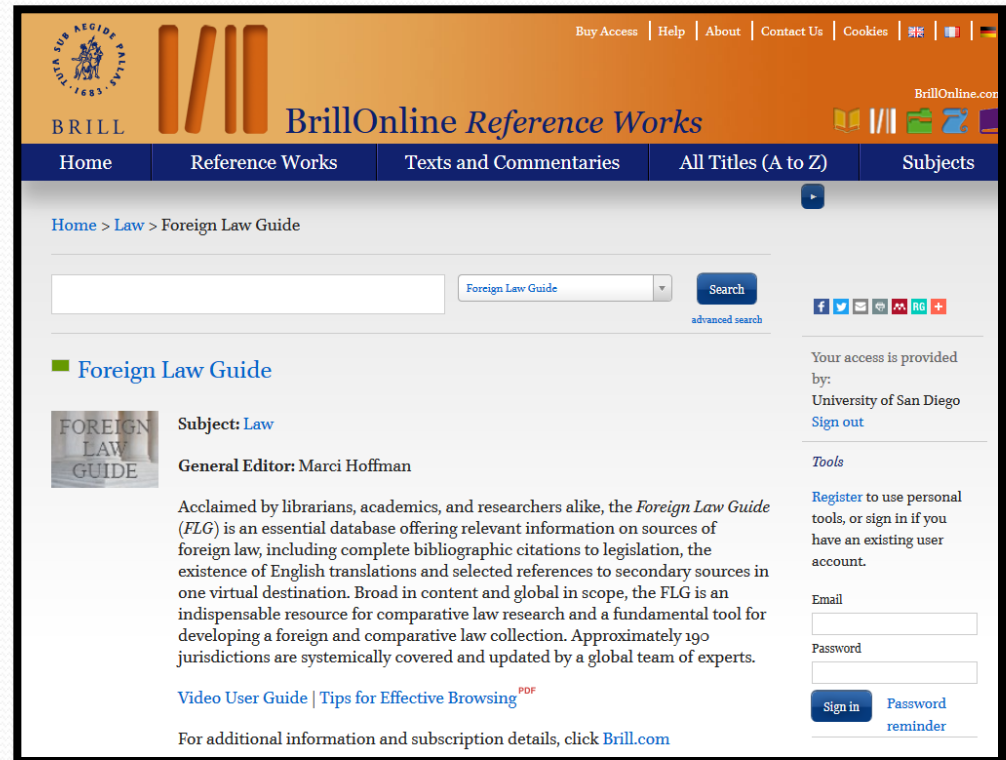 TUTA SUB AEGIDE PALLAS
·1683·
BRILL
Buy Access | Help | About | Contact Us | Cookies
BrillOnline.com
BrillOnline Reference Works
Home Reference Works Texts and Commentaries All Titles (A to Z) Subjects
Home > Law > Foreign Law Guide
Foreign Law Guide
Search
advanced search
RG
Foreign Law Guide
FOREIGN
LAW
GUIDE
Subject: Law
General Editor: Marci Hoffman
Acclaimed by librarians, academics, and researchers alike, the Foreign Law Guide
(FLG) is an essential database offering relevant information on sources of
foreign law, including complete bibliographic citations to legislation, the
existence of English translations and selected references to secondary sources in
one virtual destination. Broad in content and global in scope, the FLG is an
indispensable resource for comparative law research and a fundamental tool for
developing a foreign and comparative law collection. Approximately 190
jurisdictions are systemically covered and updated by a global team of experts.
Video User Guide | Tips for Effective Browsing PDF
For additional information and subscription details, click Brill.com
Your access is provided
by:
University of San Diego
Sign out
Tools
Register to use personal
tools, or sign in if you
have an existing user
account.
Email
Password
Sign in
Password
reminder